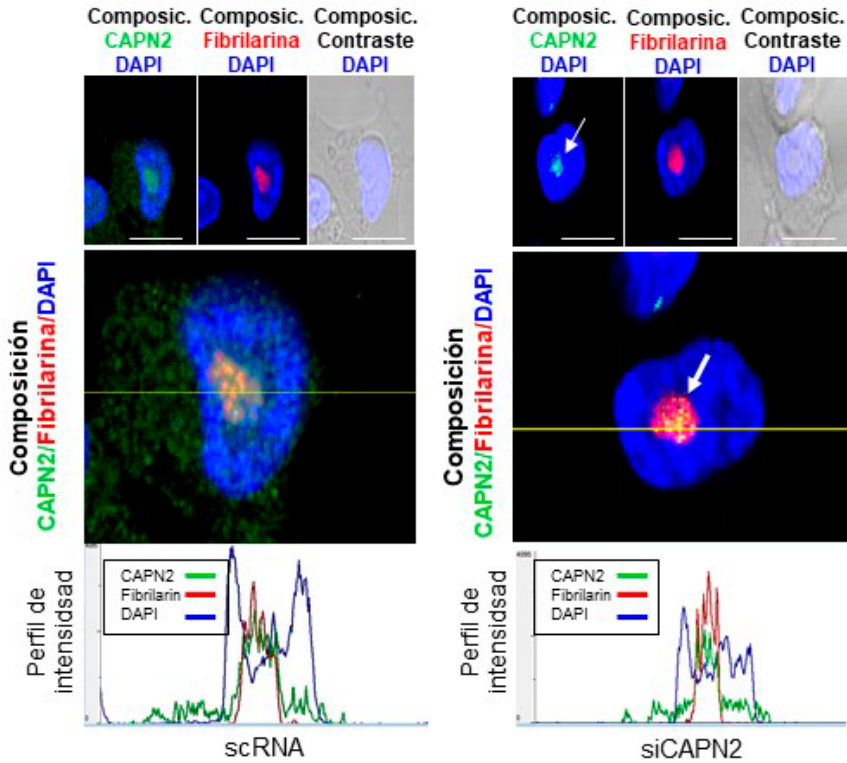 Composic.
CAPN2
DAPI
Composic.
Fibrilarina
DAPI
Composic.
Contraste
DAPI
Composic.
CAPN2
DAPI
Composic.
Fibrilarina
DAPI
Composic.
Contraste
DAPI
Composición
CAPN2/Fibrilarina/DAPI
Composición
CAPN2/Fibrilarina/DAPI
Perfil de
intensidsad
CAPN2
Fibrilarin
DAPI
scRNA
Perfil de
intensidsad
4095
CAPN2
Fibrilarin
DAPI
siCAPN2